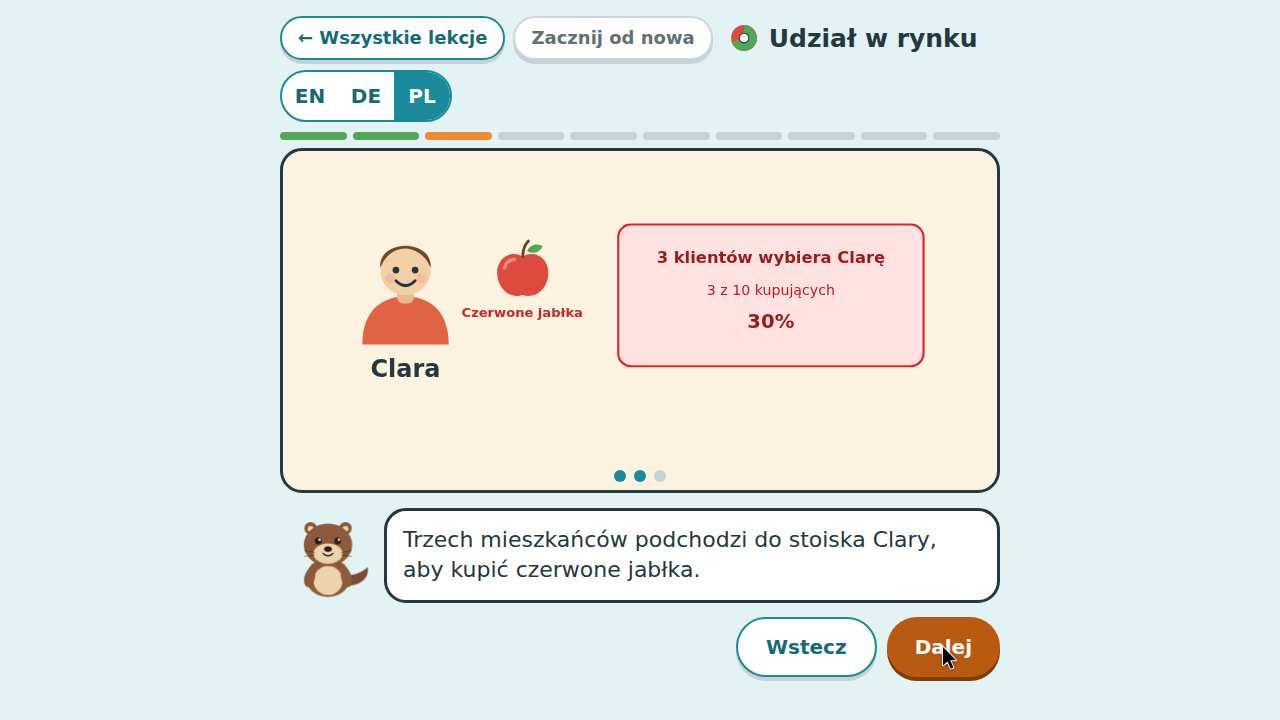 ← Wszystkie lekcje
Zacznij od nowa
Udział w rynku
EN DE PL
3 klientów wybiera Clarę
3 z 10 kupujących
30%
Czerwone jabłka
Clara
Trzech mieszkańców podchodzi do stoiska Clary,
aby kupić czerwone jabłka.
Wstecz
Dalej